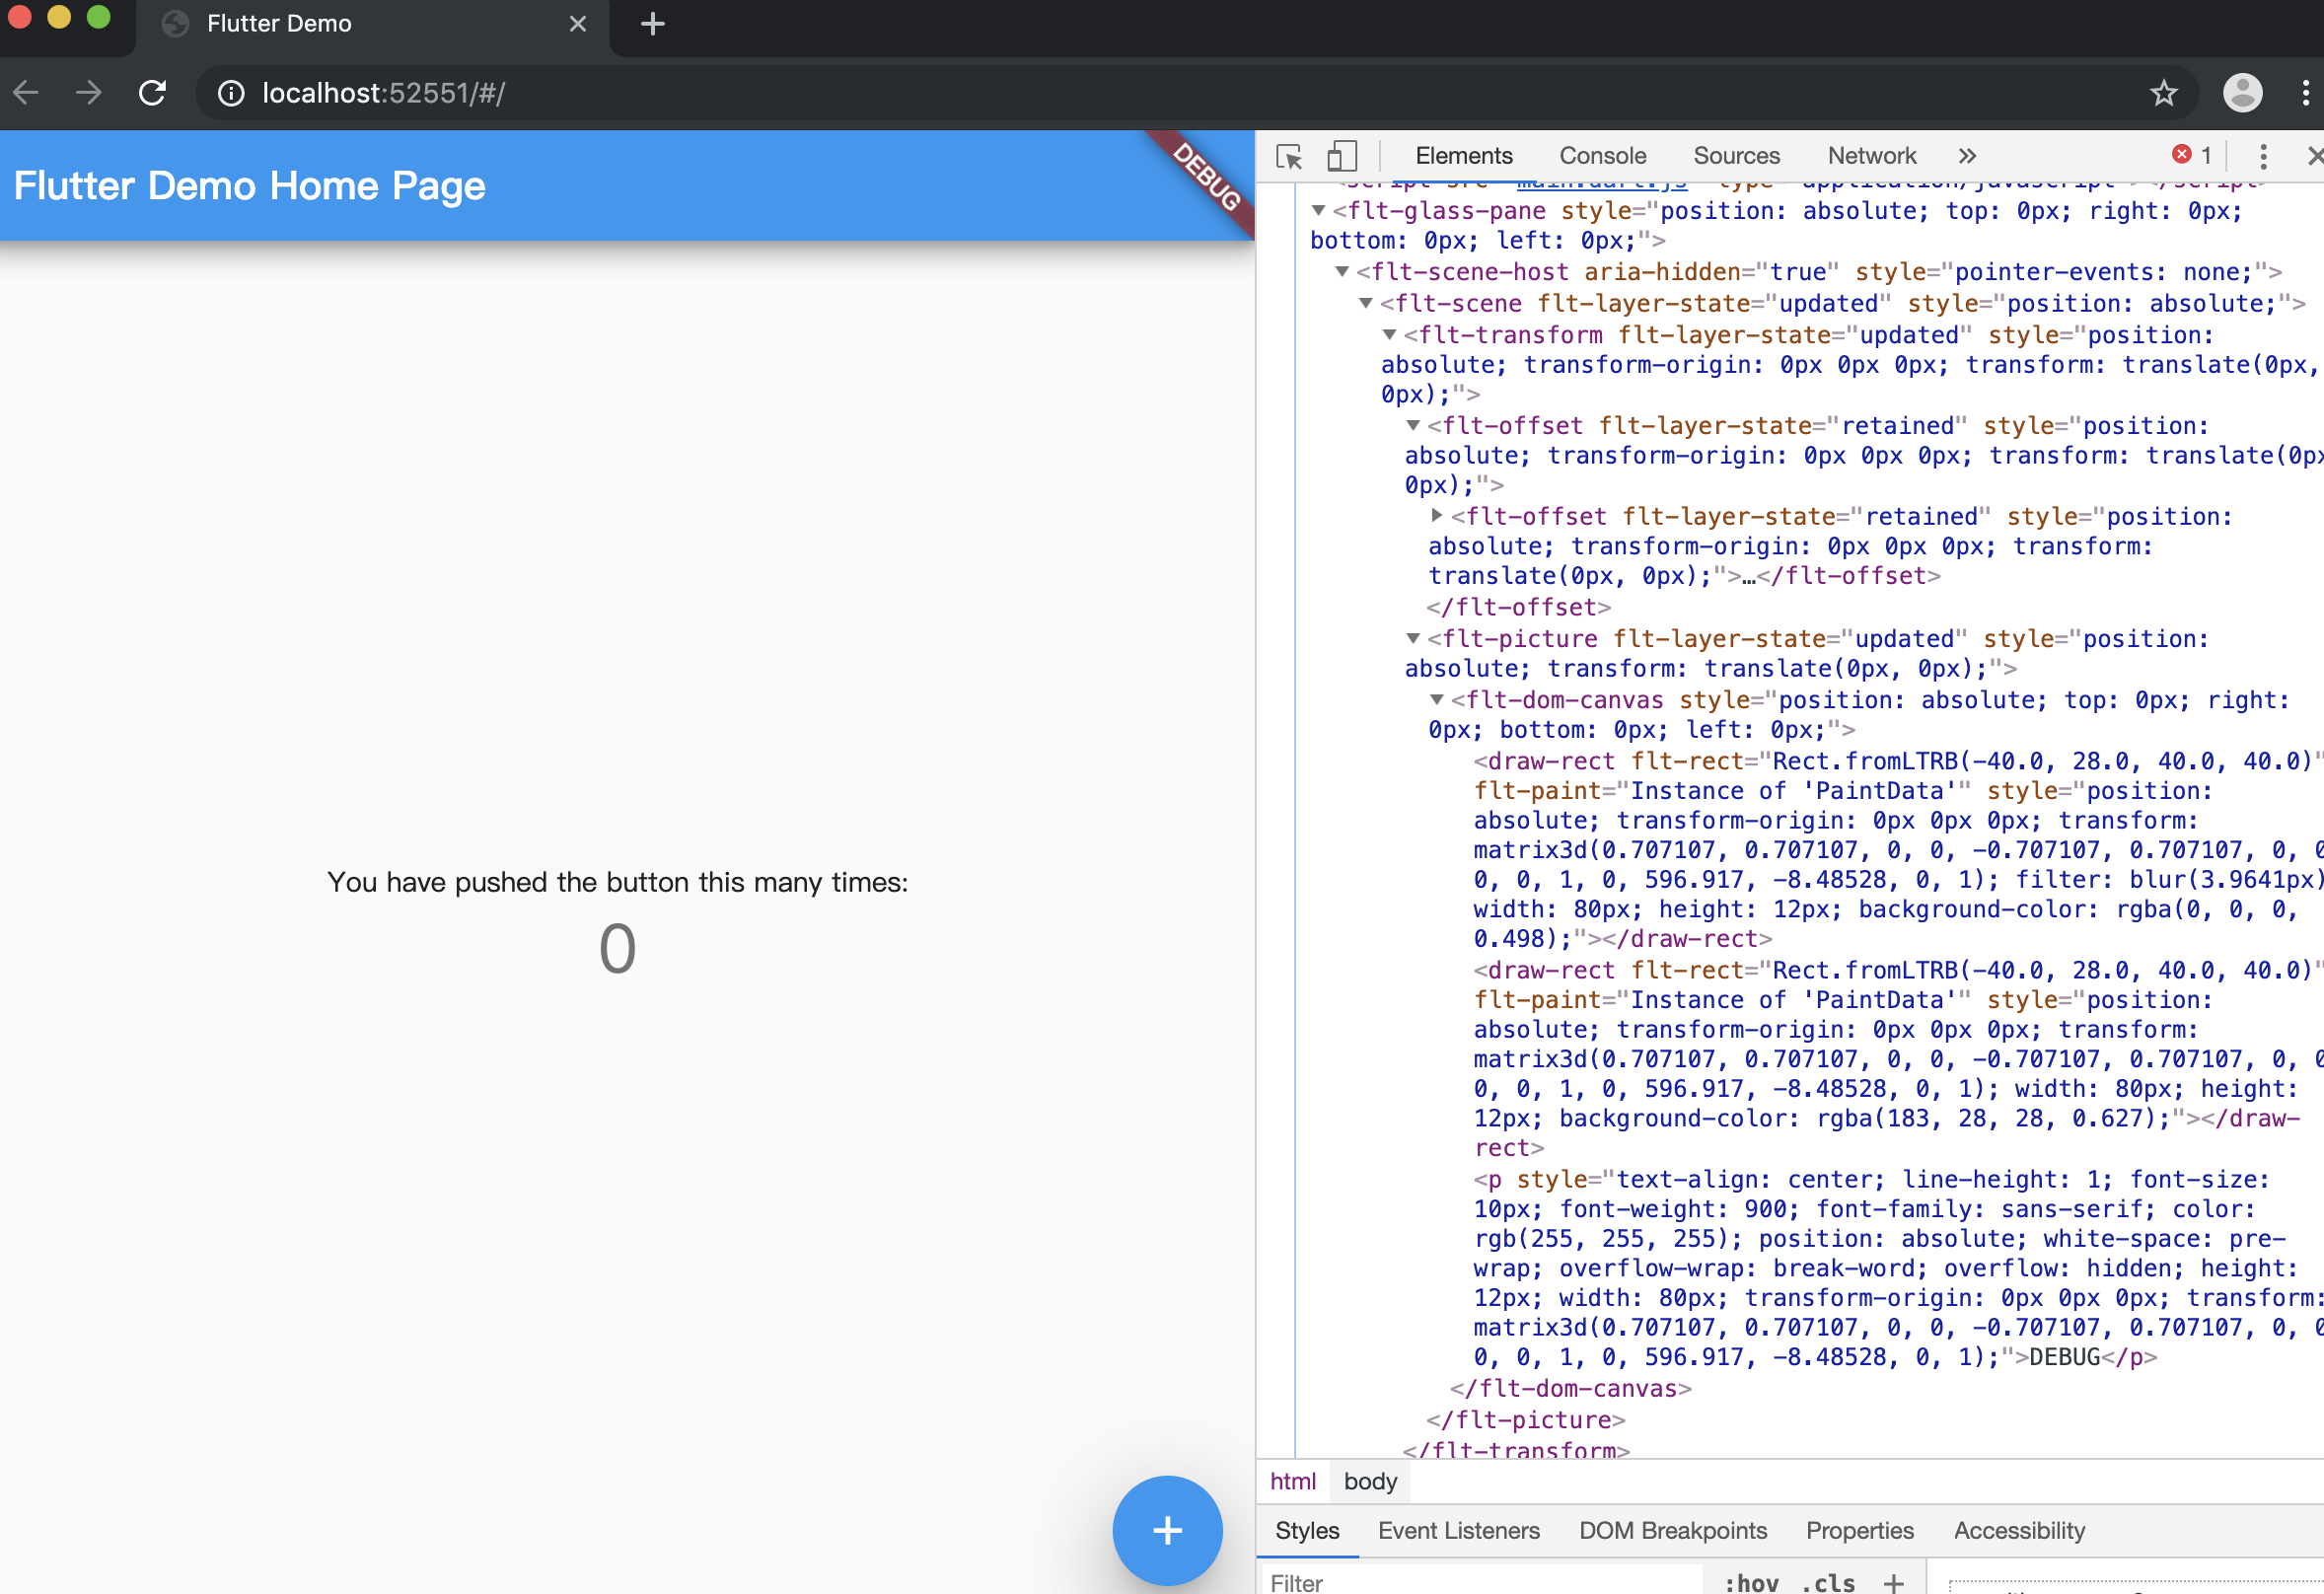 Flutter Demo
localhost:52551/#/
Flutter Demo Home Page
DEBUG
You have pushed the button this many times:
0
Elements Console Sources Network » 1
<script src="main.dart.js" type="application/javascript"></script>
<flt-glass-pane style="position: absolute; top: 0px; right: 0px;
bottom: 0px; left: 0px;">
<flt-scene-host aria-hidden="true" style="pointer-events: none;">
<flt-scene flt-layer-state="updated" style="position: absolute;">
<flt-transform flt-layer-state="updated" style="position:
absolute; transform-origin: 0px 0px 0px; transform: translate(0px,
0px);">
<flt-offset flt-layer-state="retained" style="position:
absolute; transform-origin: 0px 0px 0px; transform: translate(0px
0px);">
<flt-offset flt-layer-state="retained" style="position:
absolute; transform-origin: 0px 0px 0px; transform:
translate(0px, 0px);">…</flt-offset>
</flt-offset>
<flt-picture flt-layer-state="updated" style="position:
absolute; transform: translate(0px, 0px);">
<flt-dom-canvas style="position: absolute; top: 0px; right:
0px; bottom: 0px; left: 0px;">
<draw-rect flt-rect="Rect.fromLTRB(-40.0, 28.0, 40.0, 40.0)"
flt-paint="Instance of 'PaintData'" style="position:
absolute; transform-origin: 0px 0px 0px; transform:
matrix3d(0.707107, 0.707107, 0, 0, -0.707107, 0.707107, 0, 0
0, 0, 1, 0, 596.917, -8.48528, 0, 1); filter: blur(3.9641px)
width: 80px; height: 12px; background-color: rgba(0, 0, 0,
0.498);"></draw-rect>
<draw-rect flt-rect="Rect.fromLTRB(-40.0, 28.0, 40.0, 40.0)"
flt-paint="Instance of 'PaintData'" style="position:
absolute; transform-origin: 0px 0px 0px; transform:
matrix3d(0.707107, 0.707107, 0, 0, -0.707107, 0.707107, 0, 0
0, 0, 1, 0, 596.917, -8.48528, 0, 1); width: 80px; height:
12px; background-color: rgba(183, 28, 28, 0.627);"></draw-
rect>
<p style="text-align: center; line-height: 1; font-size:
10px; font-weight: 900; font-family: sans-serif; color:
rgb(255, 255, 255); position: absolute; white-space: pre-
wrap; overflow-wrap: break-word; overflow: hidden; height:
12px; width: 80px; transform-origin: 0px 0px 0px; transform:
matrix3d(0.707107, 0.707107, 0, 0, -0.707107, 0.707107, 0, 0
0, 0, 1, 0, 596.917, -8.48528, 0, 1);">DEBUG</p>
</flt-dom-canvas>
</flt-picture>
</flt-transform>
html body
Styles Event Listeners DOM Breakpoints Properties Accessibility
Filter :hov .cls +